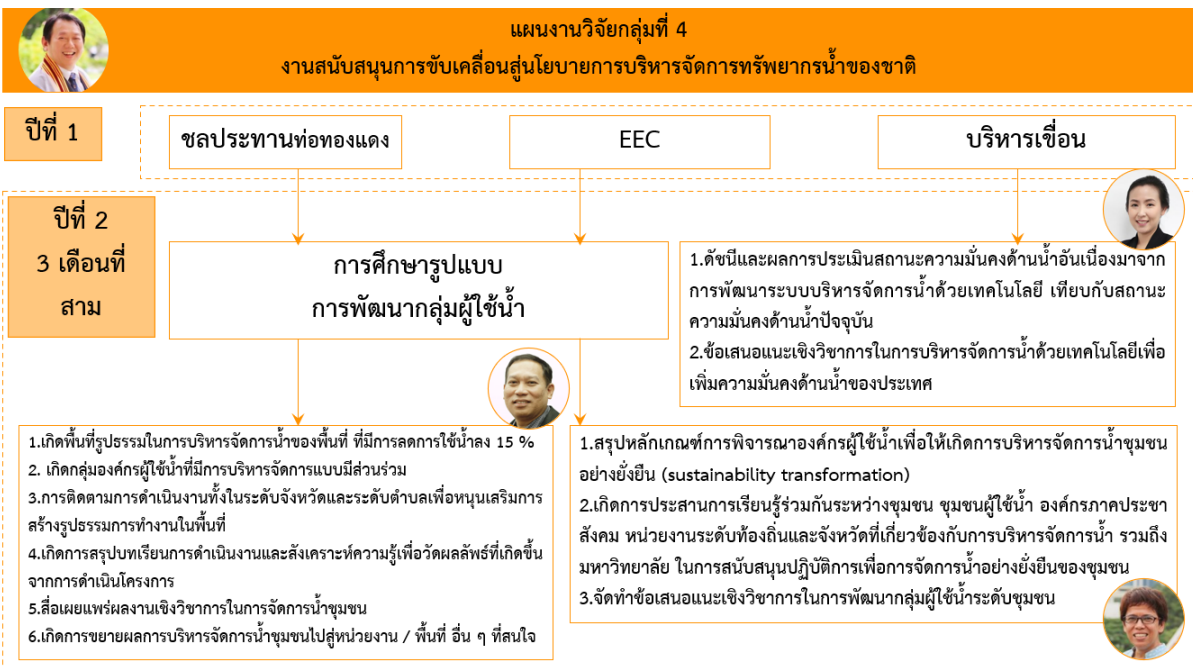 แผนงานวิจัยกลุ่มที่ 4
งานสนับสนุนการขับเคลื่อนสู่นโยบายการบริหารจัดการทรัพยากรน้ำของชาติ
ปีที่ 1
ชลประทานท่อทองแดง
EEC
บริหารเขื่อน
ปีที่ 2
3 เดือนที่
สาม
การศึกษารูปแบบ
การพัฒนากลุ่มผู้ใช้น้ำ
1.ดัชนีและผลการประเมินสถานะความมั่นคงด้านน้ำอันเนื่องมาจาก
การพัฒนาระบบบริหารจัดการน้ำด้วยเทคโนโลยี เทียบกับสถานะ
ความมั่นคงด้านน้ำปัจจุบัน
2.ข้อเสนอแนะเชิงวิชาการในการบริหารจัดการน้ำด้วยเทคโนโลยีเพื่อ
เพิ่มความมั่นคงด้านน้ำของประเทศ
1.เกิดพื้นที่รูปธรรมในการบริหารจัดการน้ำของพื้นที่ ที่มีการลดการใช้น้ำลง 15 %
2. เกิดกลุ่มองค์กรผู้ใช้น้ำที่มีการบริหารจัดการแบบมีส่วนร่วม
3.การติดตามการดำเนินงานทั้งในระดับจังหวัดและระดับตำบลเพื่อหนุนเสริมการ
สร้างรูปธรรมการทำงานในพื้นที่
4.เกิดการสรุปบทเรียนการดำเนินงานและสังเคราะห์ความรู้เพื่อวัดผลลัพธ์ที่เกิดขึ้น
จากการดำเนินโครงการ
5.สื่อเผยแพร่ผลงานเชิงวิชาการในการจัดการน้ำชุมชน
6.เกิดการขยายผลการบริหารจัดการน้ำชุมชนไปสู่หน่วยงาน / พื้นที่ อื่น ๆ ที่สนใจ
1.สรุปหลักเกณฑ์การพิจารณาองค์กรผู้ใช้น้ำเพื่อให้เกิดการบริหารจัดการน้ำชุมชน
อย่างยั่งยืน (sustainability transformation)
2.เกิดการประสานการเรียนรู้ร่วมกันระหว่างชุมชน ชุมชนผู้ใช้น้ำ องค์กรภาคประชา
สังคม หน่วยงานระดับท้องถิ่นและจังหวัดที่เกี่ยวข้องกับการบริหารจัดการน้ำ รวมถึง
มหาวิทยาลัย ในการสนับสนุนปฏิบัติการเพื่อการจัดการน้ำอย่างยั่งยืนของชุมชน
3.จัดทำข้อเสนอแนะเชิงวิชาการในการพัฒนากลุ่มผู้ใช้น้ำระดับชุมชน